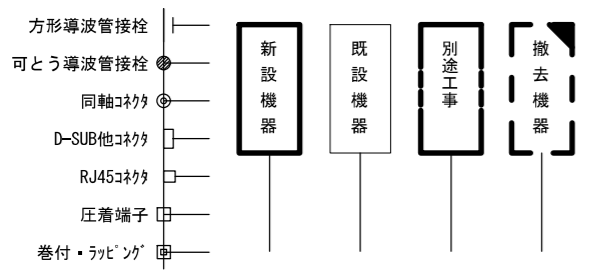 方形導波管接栓
可とう導波管接栓
同軸コネクタ
D-SUB他コネクタ
RJ45コネクタ
圧着端子
巻付・ラッピング
新設機器
既設機器
別途工事
撤去機器